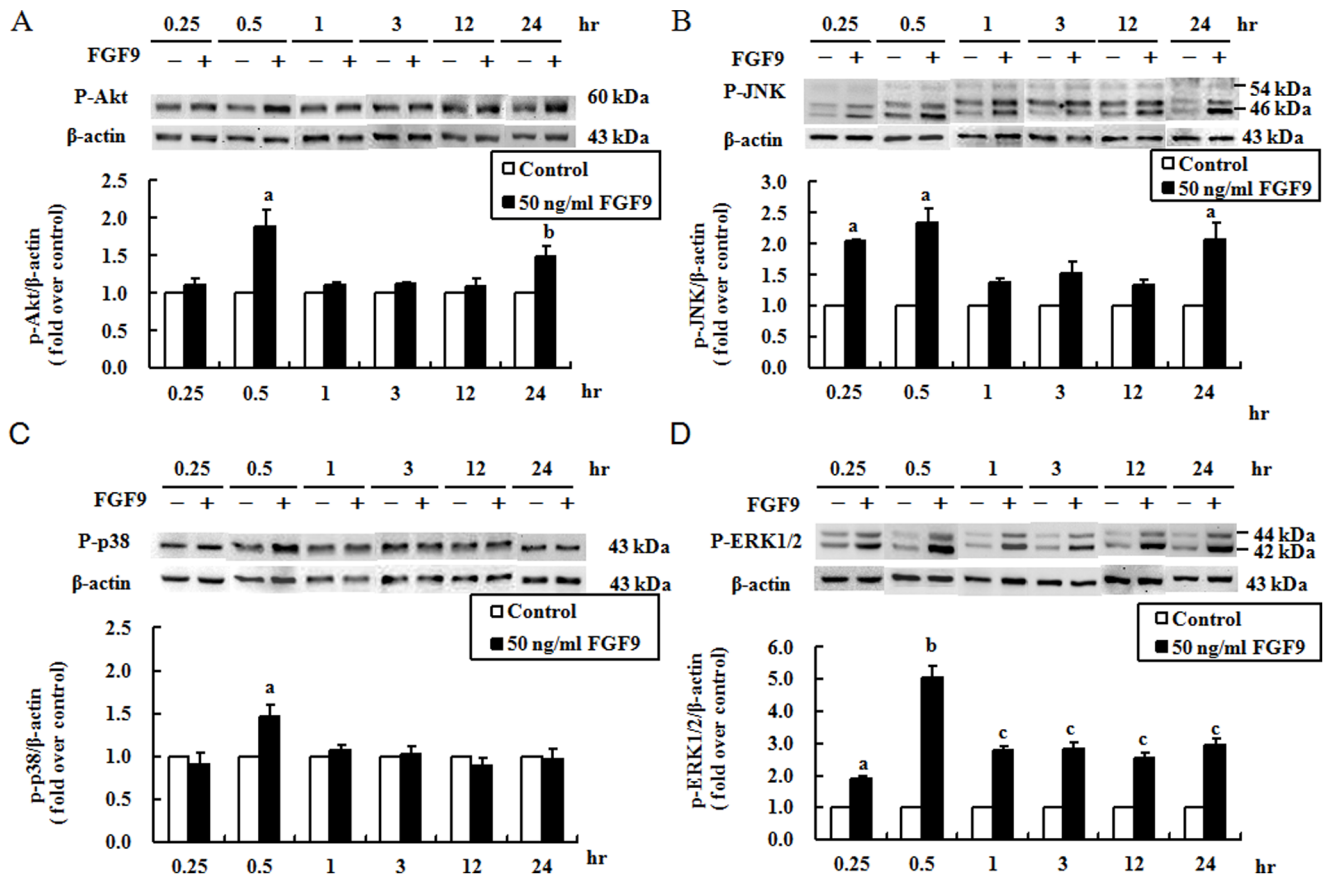 A
0.25 0.5 1 3 12 24 hr
FGF9 − + − + − + − + − + − +
P-Akt 60 kDa
β-actin 43 kDa
Control
50 ng/ml FGF9
p-Akt/β-actin
( fold over control)
2.5
2.0
1.5
1.0
0.5
0.0
a
b
0.25 0.5 1 3 12 24 hr
B
0.25 0.5 1 3 12 24 hr
FGF9 − + − + − + − + − + − +
P-JNK
54 kDa
46 kDa
β-actin 43 kDa
Control
50 ng/ml FGF9
p-JNK/β-actin
( fold over control)
3.0
2.5
2.0
1.5
1.0
0.5
0.0
a
a
a
0.25 0.5 1 3 12 24
hr
C
0.25 0.5 1 3 12 24 hr
FGF9 − + − + − + − + − + − +
P-p38 43 kDa
β-actin 43 kDa
Control
50 ng/ml FGF9
p-p38/β-actin
( fold over control)
2.5
2.0
1.5
1.0
0.5
0.0
a
0.25 0.5 1 3 12 24 hr
D
0.25 0.5 1 3 12 24 hr
FGF9 − + − + − + − + − + − +
P-ERK1/2
44 kDa
42 kDa
β-actin 43 kDa
Control
50 ng/ml FGF9
p-ERK1/2/β-actin
( fold over control)
6.0
5.0
4.0
3.0
2.0
1.0
0.0
a
b
c
c
c
c
0.25 0.5 1 3 12 24 hr